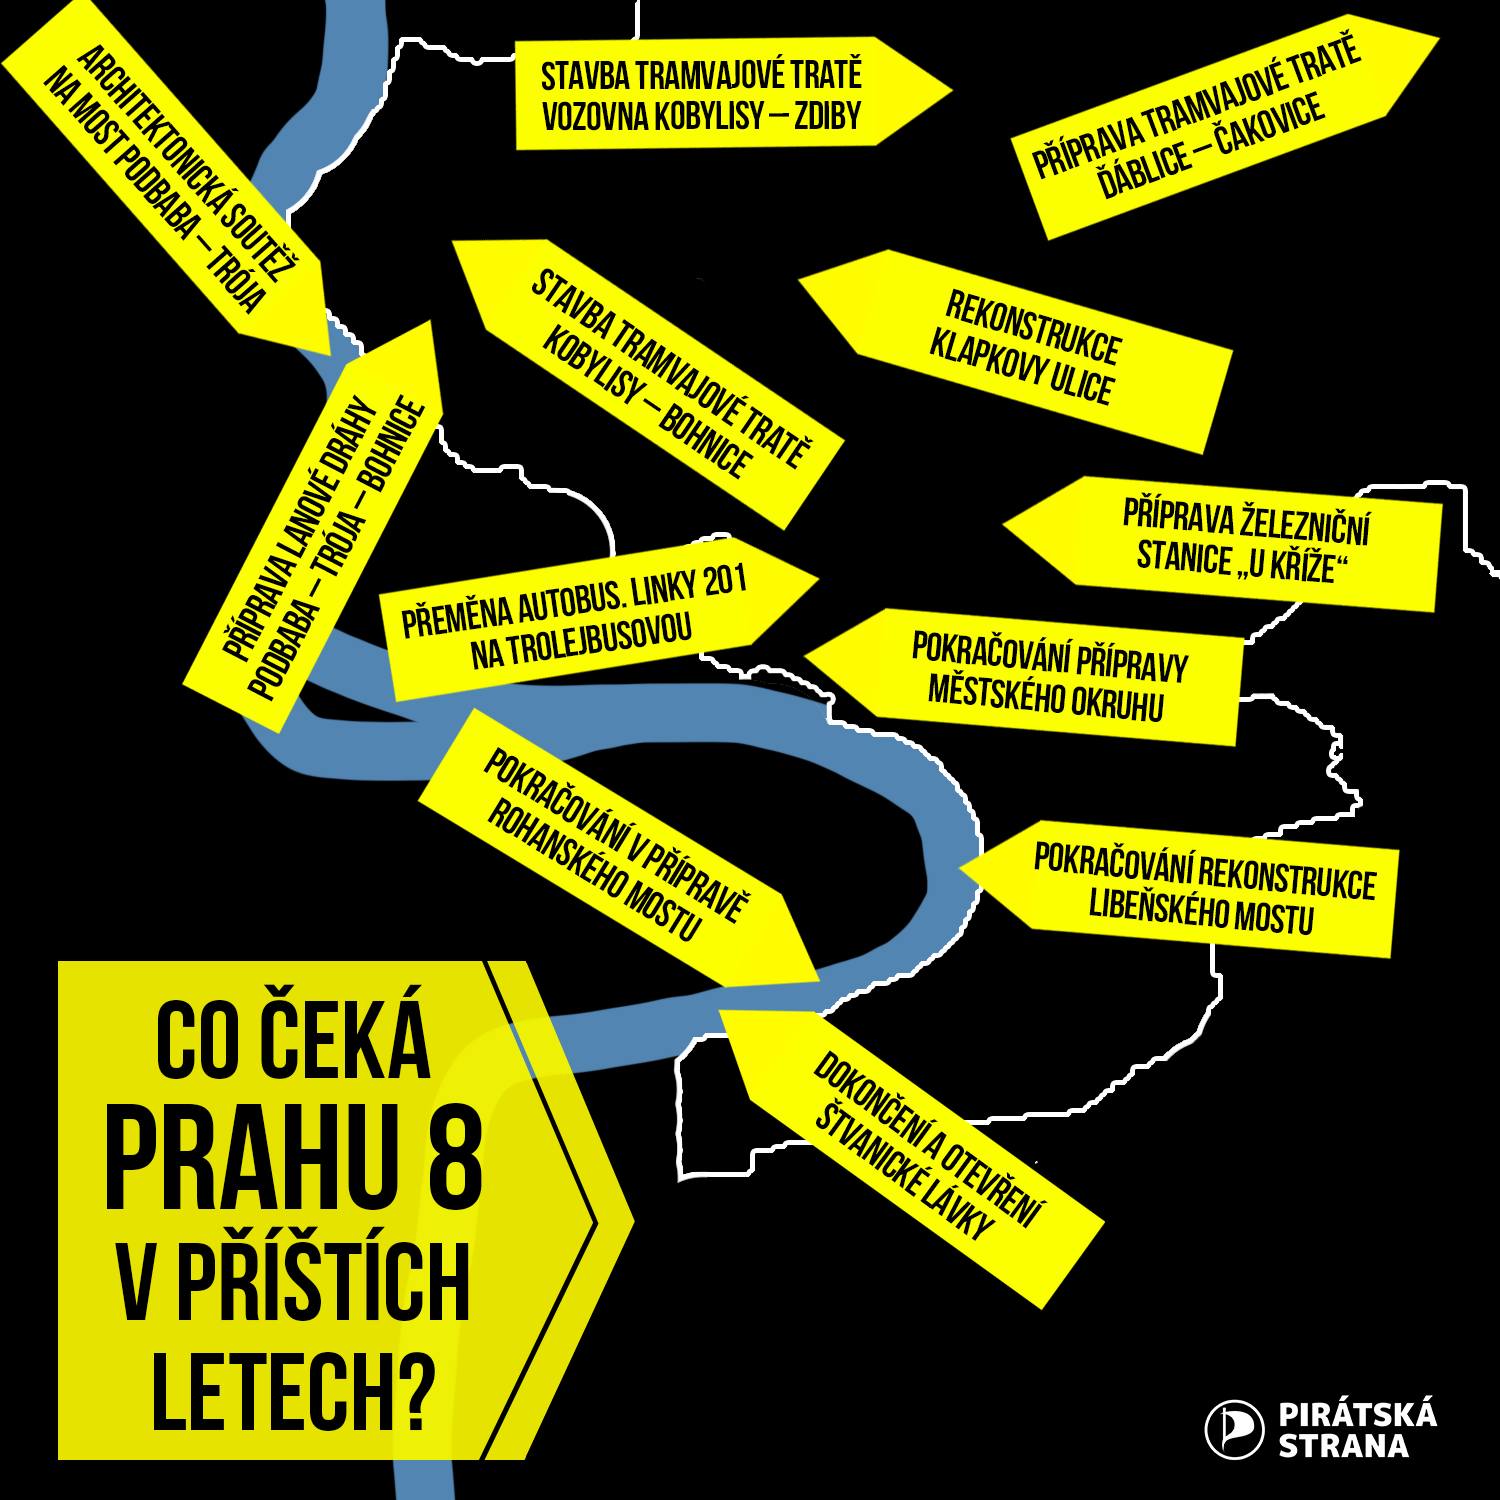 ARCHITEKTONICKÁ SOUTĚŽ
NA MOST PODBABA – TRÓJA
STAVBA TRAMVAJOVÉ TRATĚ
VOZOVNA KOBYLISY – ZDIBY
PŘÍPRAVA TRAMVAJOVÉ TRATĚ
ĎÁBLICE – ČAKOVICE
STAVBA TRAMVAJOVÉ TRATĚ
KOBYLISY – BOHNICE
REKONSTRUKCE
KLAPKOVY ULICE
PŘÍPRAVA LANOVÉ DRÁHY
PODBABA – TRÓJA – BOHNICE
PŘÍPRAVA ŽELEZNIČNÍ
STANICE „U KŘÍŽE“
PŘEMĚNA AUTOBUS. LINKY 201
NA TROLEJBUSOVOU
POKRAČOVÁNÍ PŘÍPRAVY
MĚSTSKÉHO OKRUHU
POKRAČOVÁNÍ V PŘÍPRAVĚ
ROHANSKÉHO MOSTU
POKRAČOVÁNÍ REKONSTRUKCE
LIBEŇSKÉHO MOSTU
DOKONČENÍ A OTEVŘENÍ
ŠTVANICKÉ LÁVKY
CO ČEKÁ
PRAHU 8
V PŘÍŠTÍCH
LETECH?
PIRÁTSKÁ
STRANA